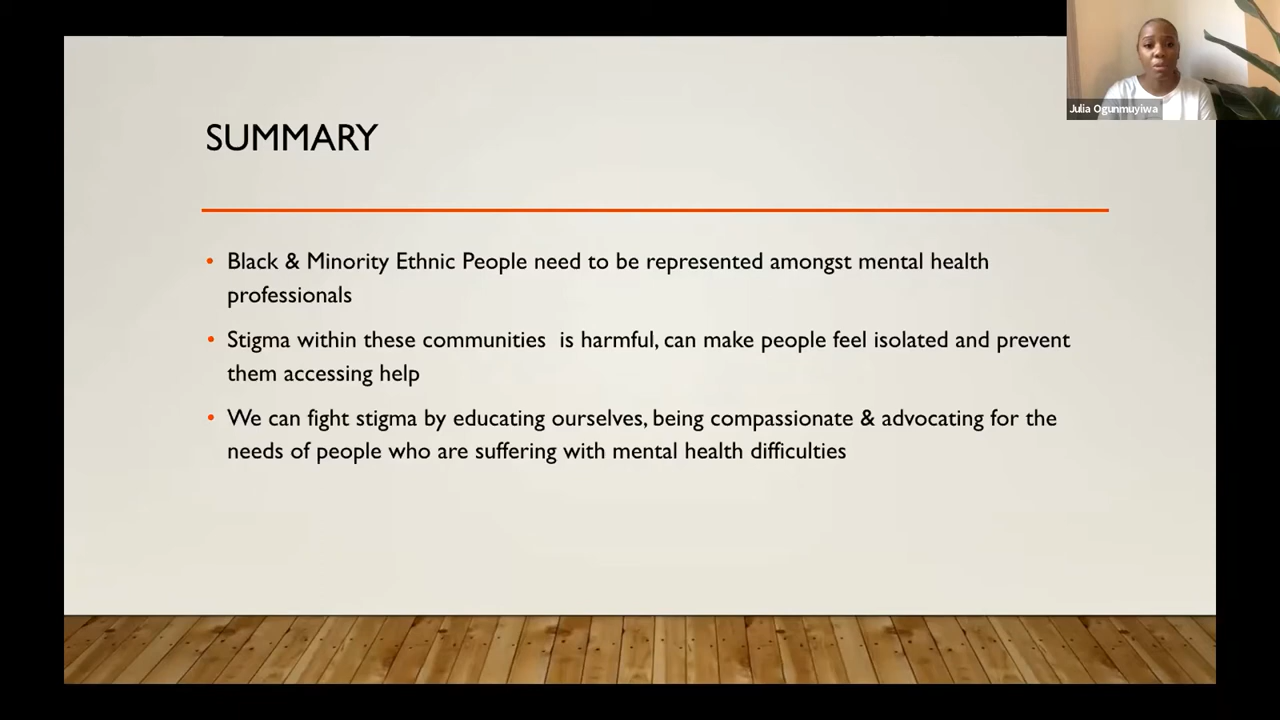 Julia Ogunmuyiwa
SUMMARY
• Black & Minority Ethnic People need to be represented amongst mental health
professionals
• Stigma within these communities  is harmful, can make people feel isolated and prevent
them accessing help
• We can fight stigma by educating ourselves, being compassionate & advocating for the
needs of people who are suffering with mental health difficulties